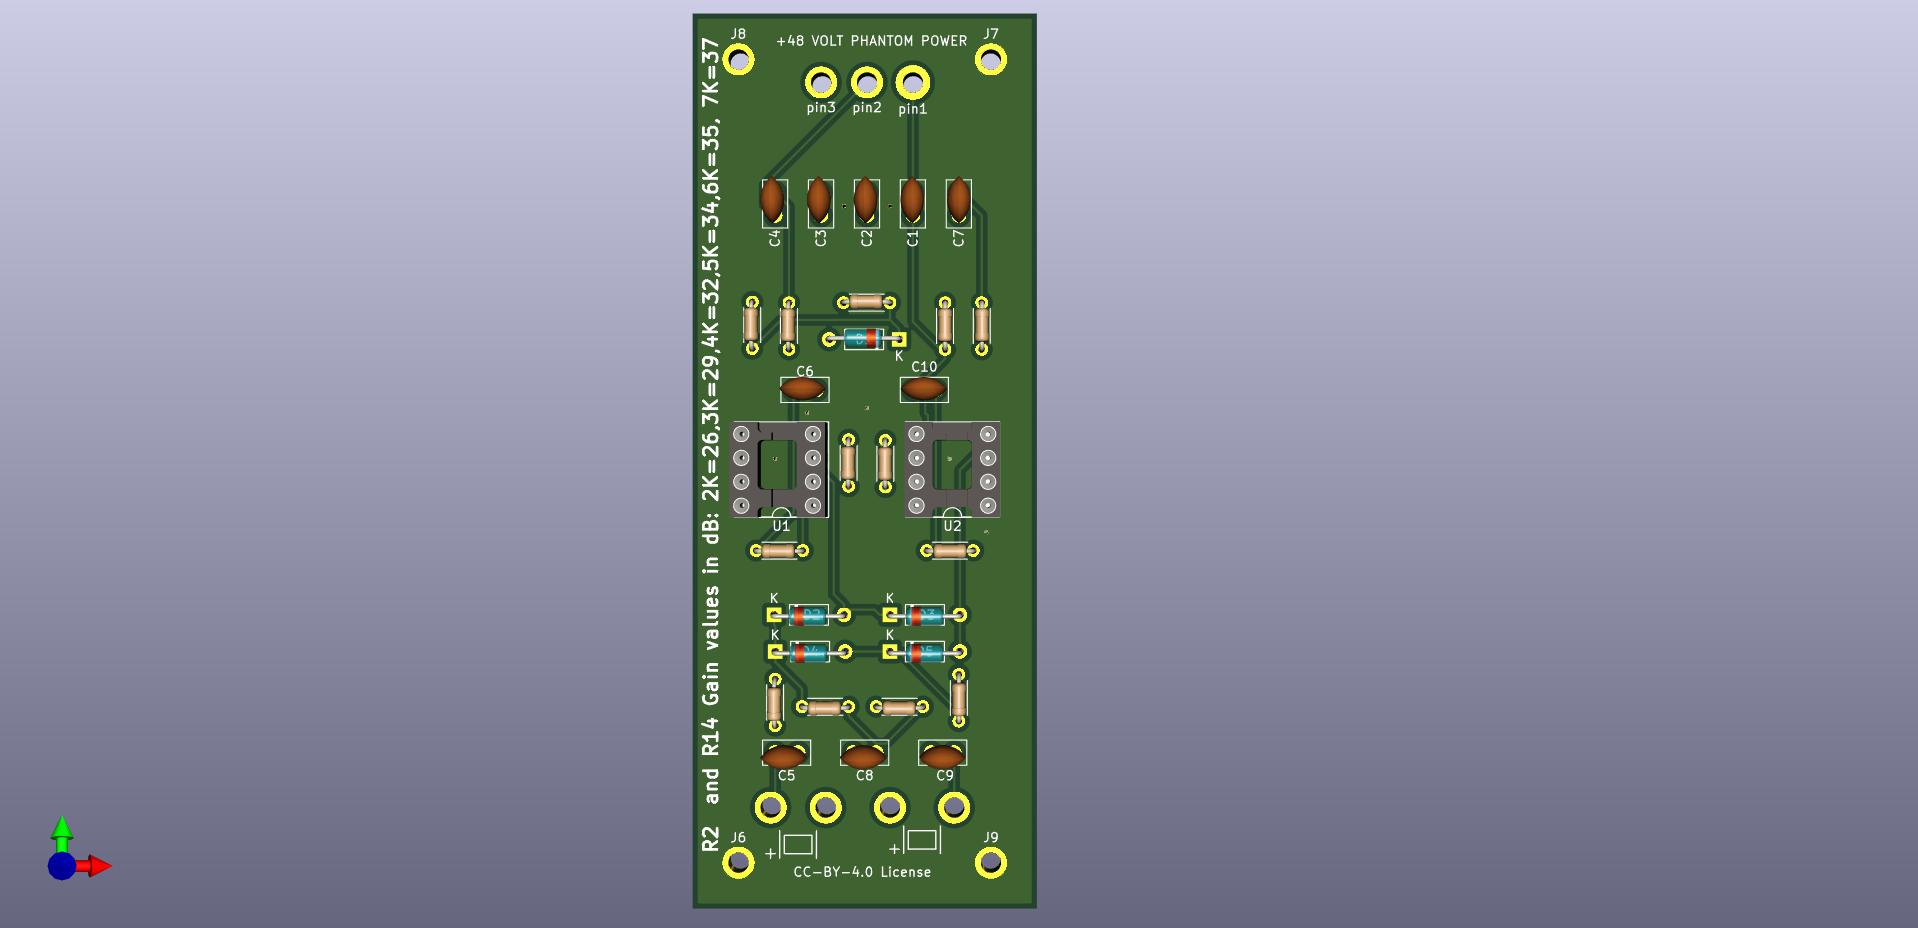 J8
+48 VOLT PHANTOM POWER
J7
pin3 pin2 pin1
C4 C3 C2 C1 C7
K
C6
C10
U1
U2
K K
K K
C5 C8 C9
J6
+ +
J9
CC-BY-4.0 License
R2 and R14 Gain values in dB: 2K=26,3K=29,4K=32,5K=34,6K=35, 7K=37